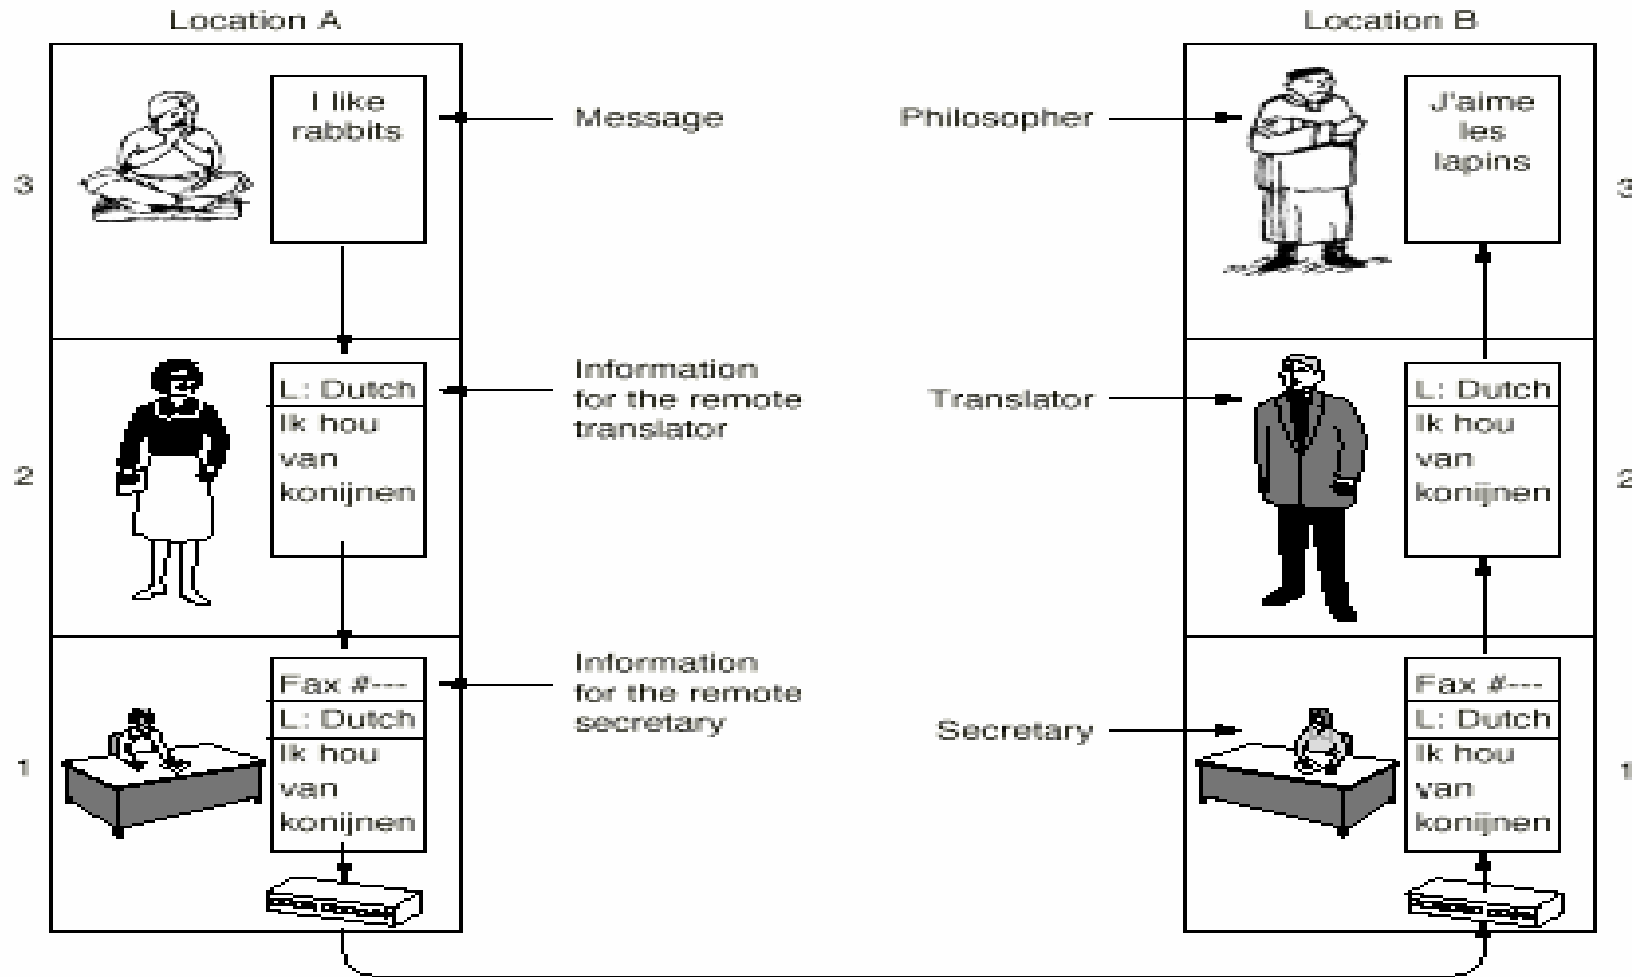 Location A
Location B
3
I like
rabbits
Message
Philosopher
J'aime
les
lapins
3
2
L: Dutch
Ik hou
van
konijnen
Information
for the remote
translator
Translator
L: Dutch
Ik hou
van
konijnen
2
1
Fax #---
L: Dutch
Ik hou
van
konijnen
Information
for the remote
secretary
Secretary
Fax #---
L: Dutch
Ik hou
van
konijnen
1